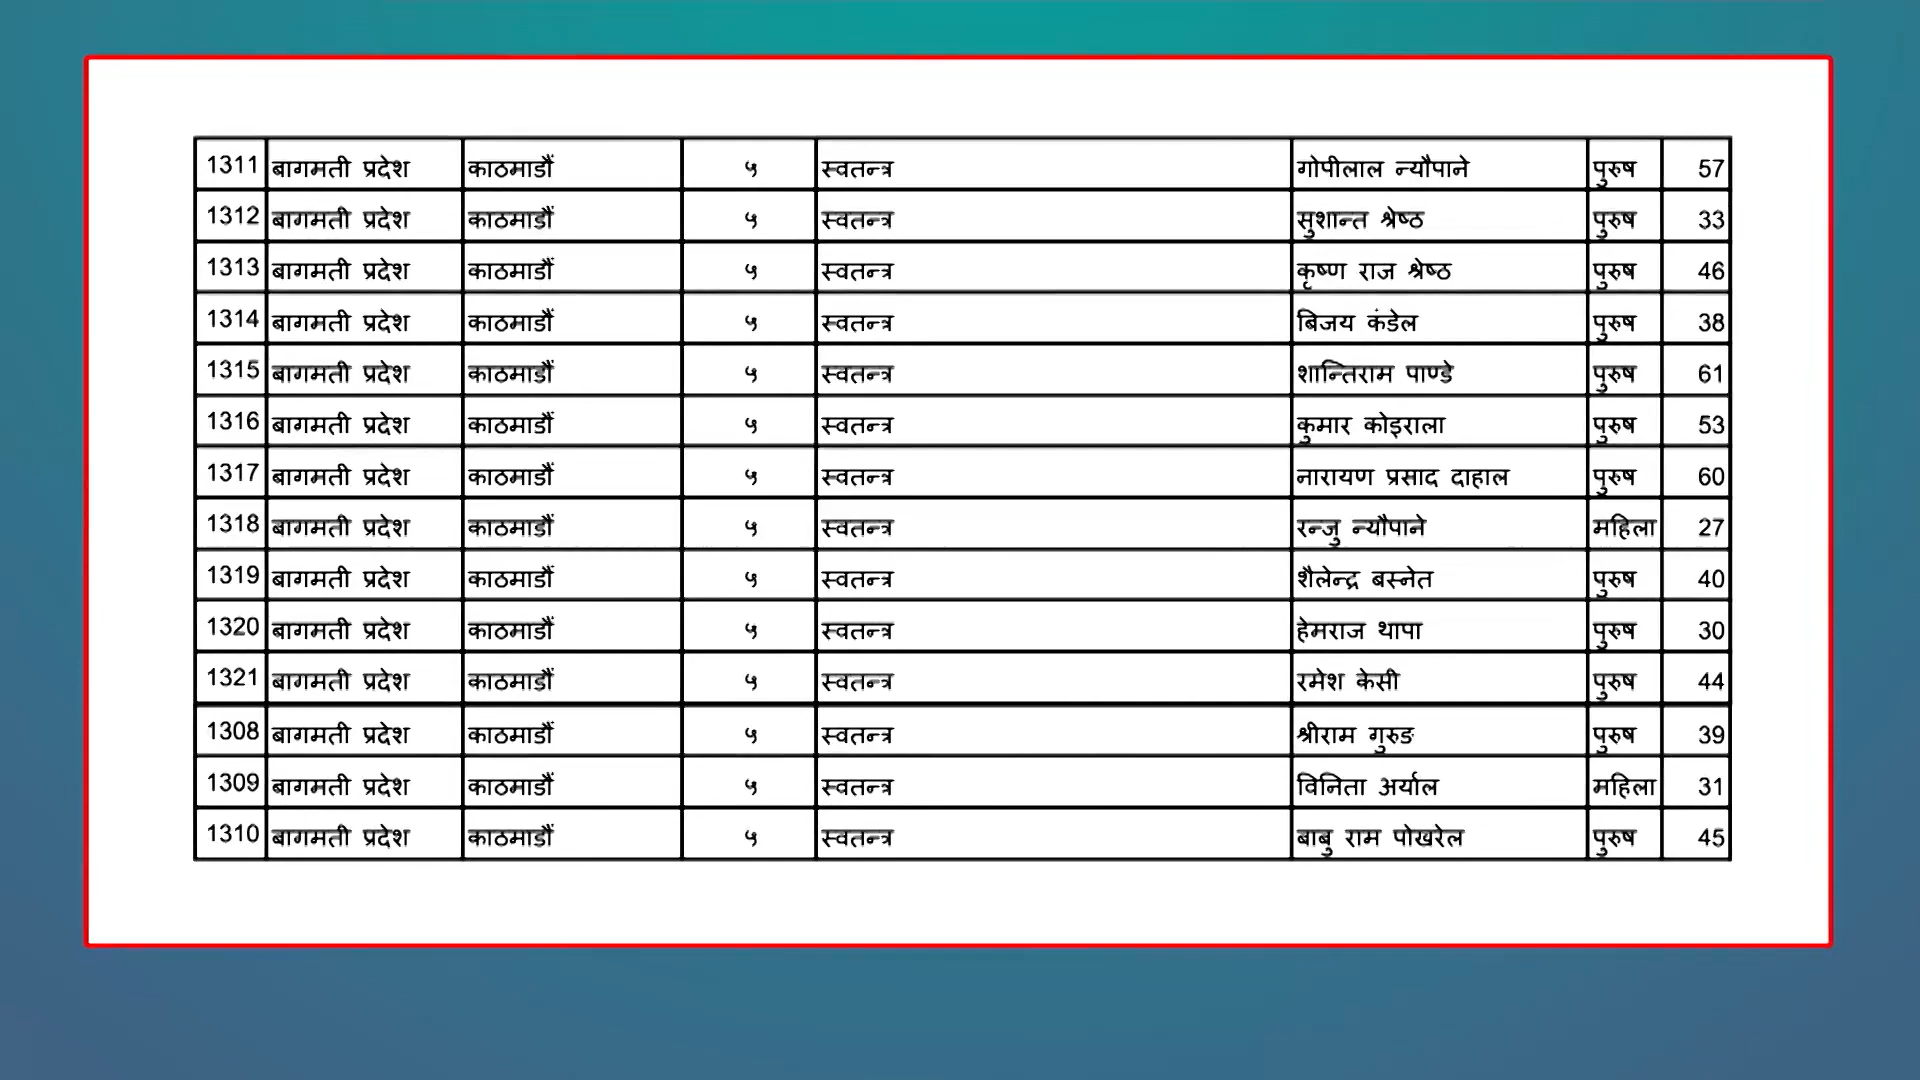 1311 बागमती प्रदेश काठमाडौं ५ स्वतन्त्र गोपीलाल न्यौपाने पुरुष 57
1312 बागमती प्रदेश काठमाडौं ५ स्वतन्त्र सुशान्त श्रेष्ठ पुरुष 33
1313 बागमती प्रदेश काठमाडौं ५ स्वतन्त्र कृष्ण राज श्रेष्ठ पुरुष 46
1314 बागमती प्रदेश काठमाडौं ५ स्वतन्त्र बिजय कंडेल पुरुष 38
1315 बागमती प्रदेश काठमाडौं ५ स्वतन्त्र शान्तिराम पाण्डे पुरुष 61
1316 बागमती प्रदेश काठमाडौं ५ स्वतन्त्र कुमार कोइराला पुरुष 53
1317 बागमती प्रदेश काठमाडौं ५ स्वतन्त्र नारायण प्रसाद दाहाल पुरुष 60
1318 बागमती प्रदेश काठमाडौं ५ स्वतन्त्र रन्जु न्यौपाने महिला 27
1319 बागमती प्रदेश काठमाडौं ५ स्वतन्त्र शैलेन्द्र बस्नेत पुरुष 40
1320 बागमती प्रदेश काठमाडौं ५ स्वतन्त्र हेमराज थापा पुरुष 30
1321 बागमती प्रदेश काठमाडौं ५ स्वतन्त्र रमेश केसी पुरुष 44
1308 बागमती प्रदेश काठमाडौं ५ स्वतन्त्र श्रीराम गुरुङ पुरुष 39
1309 बागमती प्रदेश काठमाडौं ५ स्वतन्त्र विनिता अर्याल महिला 31
1310 बागमती प्रदेश काठमाडौं ५ स्वतन्त्र बाबु राम पोखरेल पुरुष 45